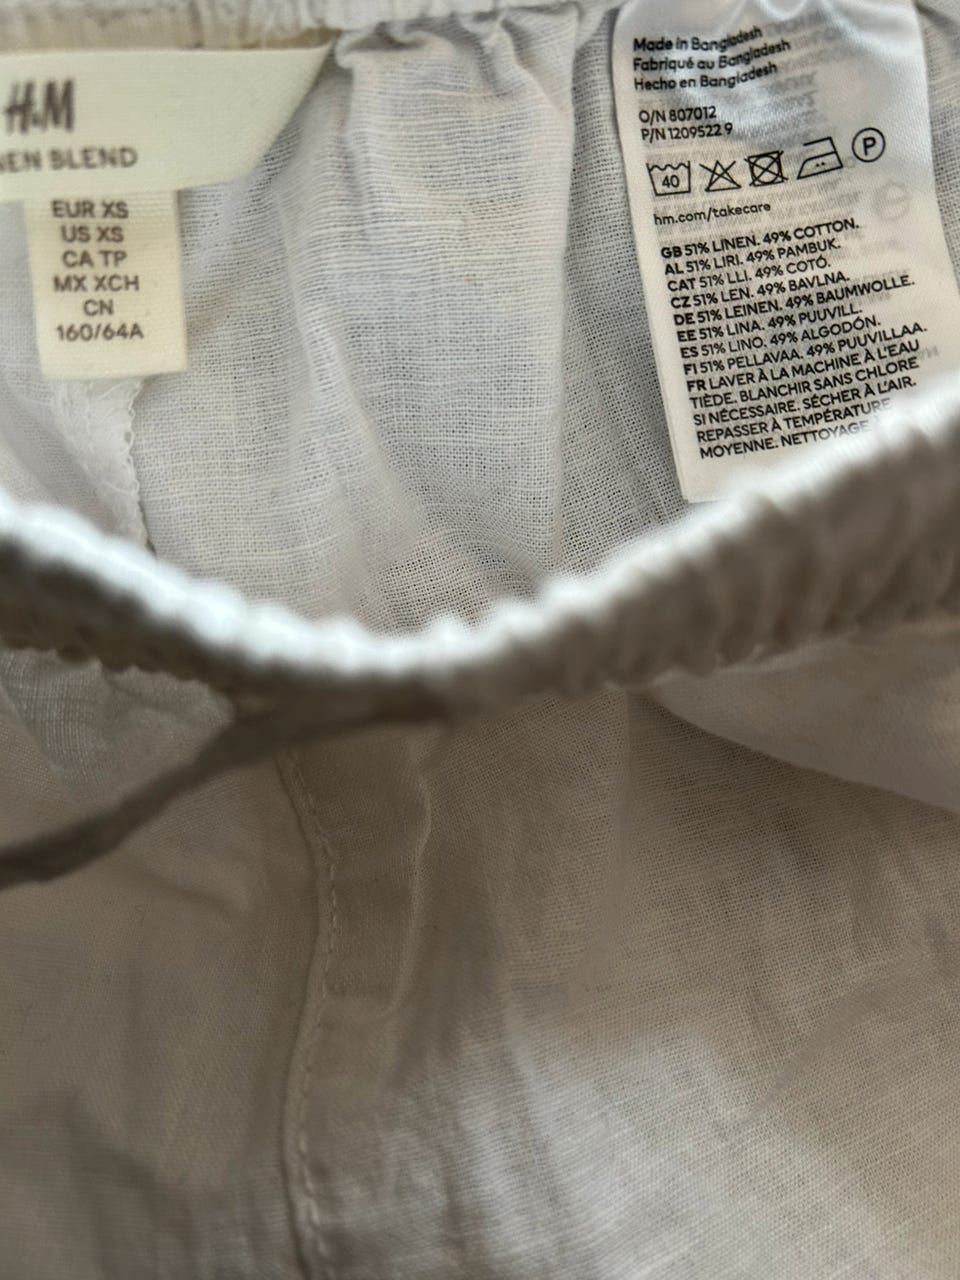 H&M
EN BLEND
EUR XS
US XS
CA TP
MX XCH
CN
160/64A
Made in Bangladesh
Fabriqué au Bangladesh
Hecho en Bangladesh
O/N 807012
P/N 1209522 9
40
P
hm.com/takecare
GB 51% LINEN. 49% COTTON.
AL 51% LIRI. 49% PAMBUK.
CAT 51% LLI. 49% COTÓ.
CZ 51% LEN. 49% BAVLNA.
DE 51% LEINEN. 49% BAUMWOLLE.
EE 51% LINA. 49% PUUVILL.
ES 51% LINO. 49% ALGODÓN.
FI 51% PELLAVAA. 49% PUUVILLAA.
FR LAVER À LA MACHINE À L'EAU
TIÈDE. BLANCHIR SANS CHLORE
SI NÉCESSAIRE. SÉCHER À L'AIR.
REPASSER À TEMPÉRATURE
MOYENNE. NETTOYAGE